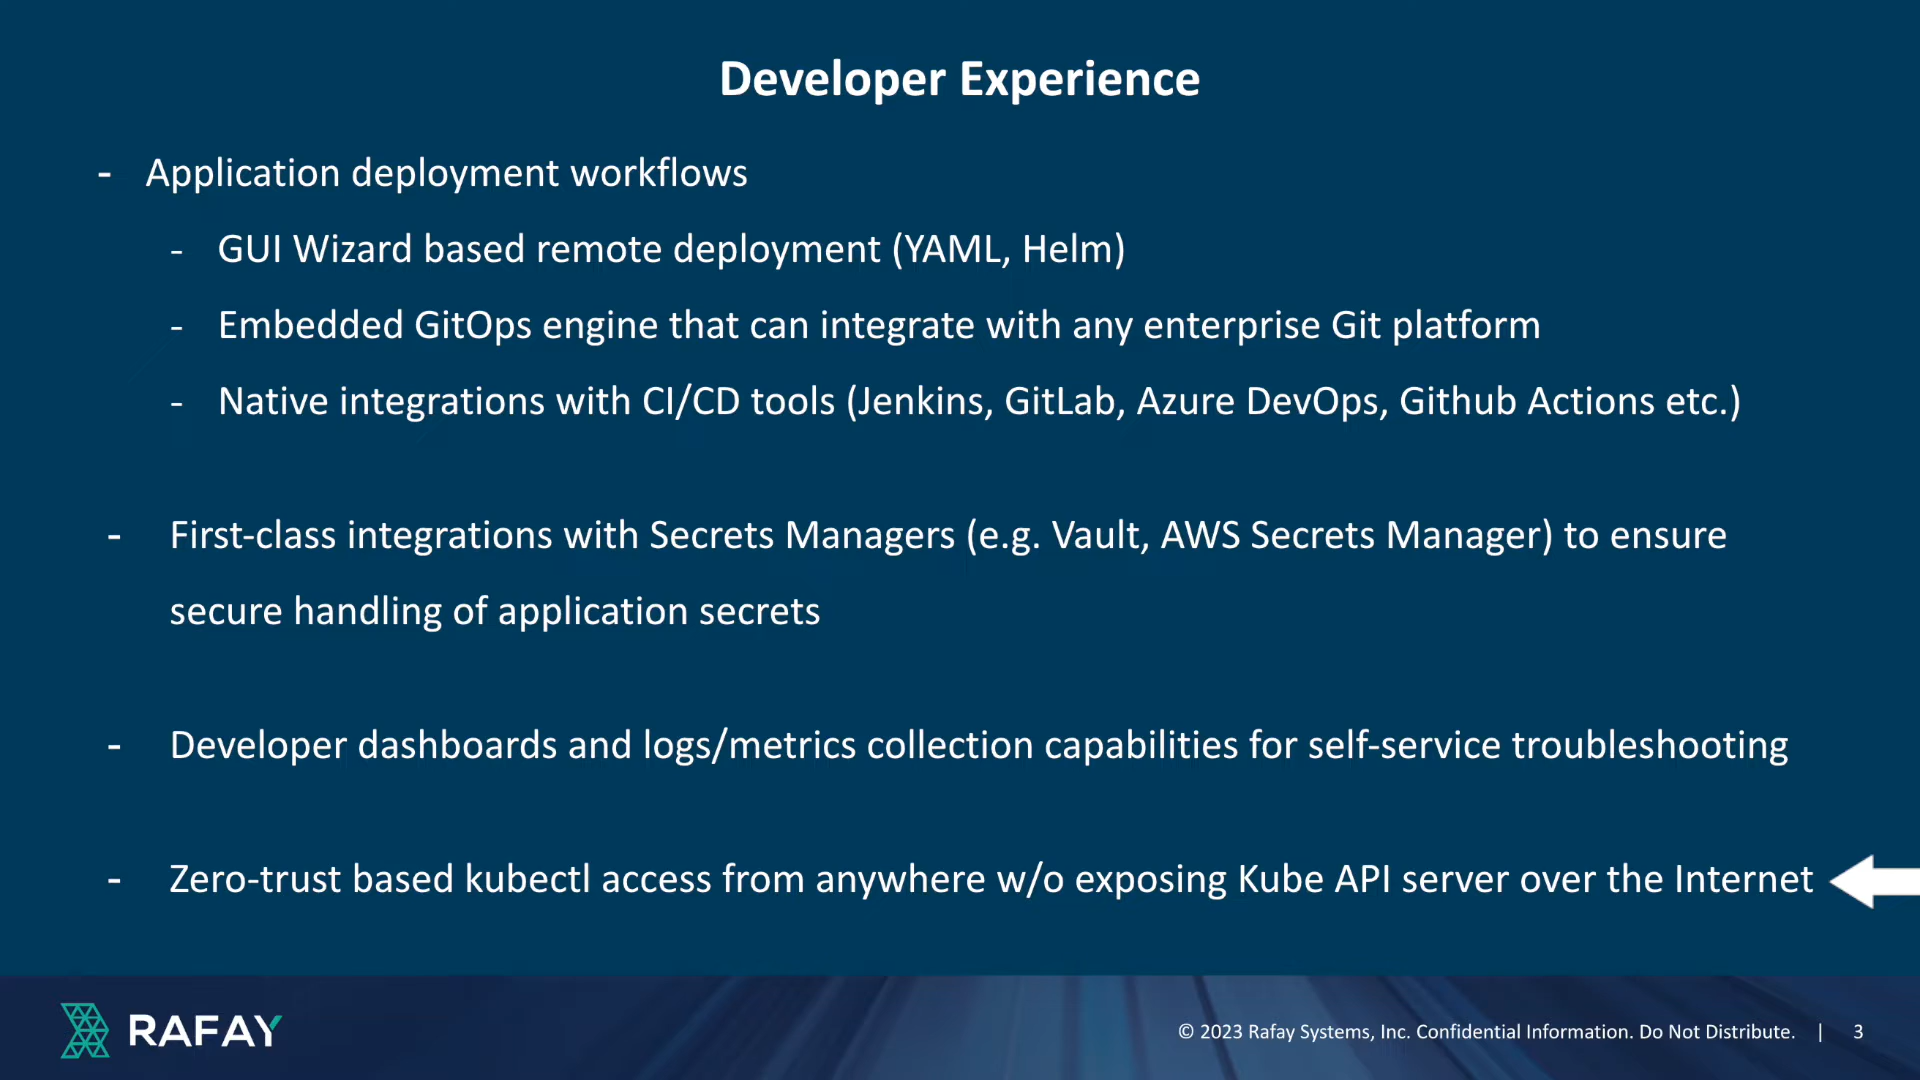 Developer Experience
- Application deployment workflows
- GUI Wizard based remote deployment (YAML, Helm)
- Embedded GitOps engine that can integrate with any enterprise Git platform
- Native integrations with CI/CD tools (Jenkins, GitLab, Azure DevOps, Github Actions etc.)
- First-class integrations with Secrets Managers (e.g. Vault, AWS Secrets Manager) to ensure
secure handling of application secrets
- Developer dashboards and logs/metrics collection capabilities for self-service troubleshooting
- Zero-trust based kubectl access from anywhere w/o exposing Kube API server over the Internet
RAFAY
© 2023 Rafay Systems, Inc. Confidential Information. Do Not Distribute. | 3